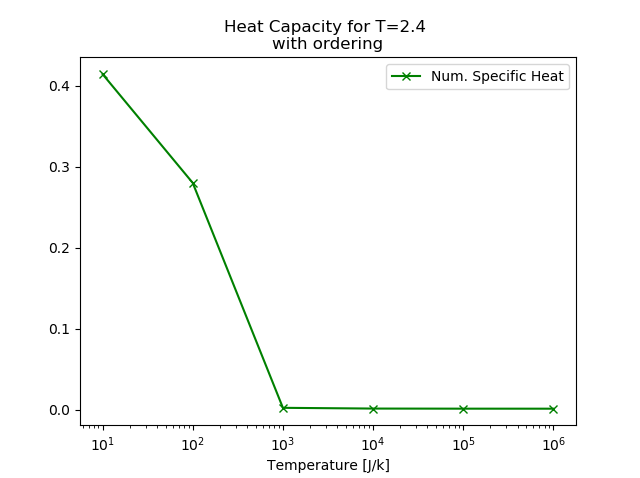 Heat Capacity for T=2.4
with ordering
Num. Specific Heat
0.4
0.3
0.2
0.1
0.0
10¹ 10² 10³ 10⁴ 10⁵ 10⁶
Temperature [J/k]